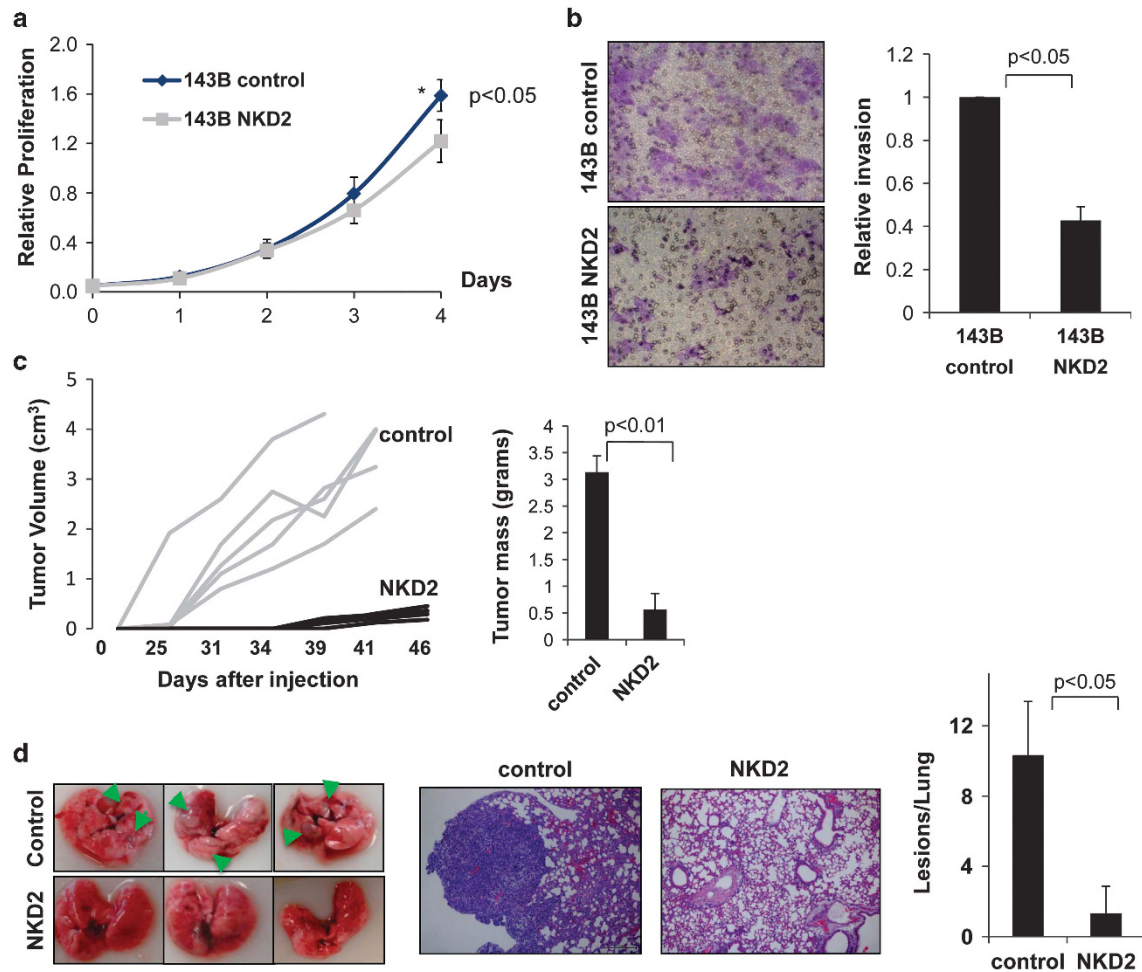 a
2.0
1.6
1.2
0.8
0.4
0.0
Relative Proliferation
143B control
143B NKD2
*
p<0.05
Days
0 1 2 3 4
b
143B control
143B NKD2
1.2
1
0.8
0.6
0.4
0.2
0
Relative invasion
p<0.05
143B control
143B NKD2
c
5
4
3
2
1
0
Tumor Volume (cm³)
control
NKD2
0 25 31 34 39 41 46
Days after injection
4
3.5
3
2.5
2
1.5
1
0.5
0
Tumor mass (grams)
p<0.01
control
NKD2
d
Control
NKD2
control
NKD2
12
8
4
0
Lesions/Lung
p<0.05
control NKD2